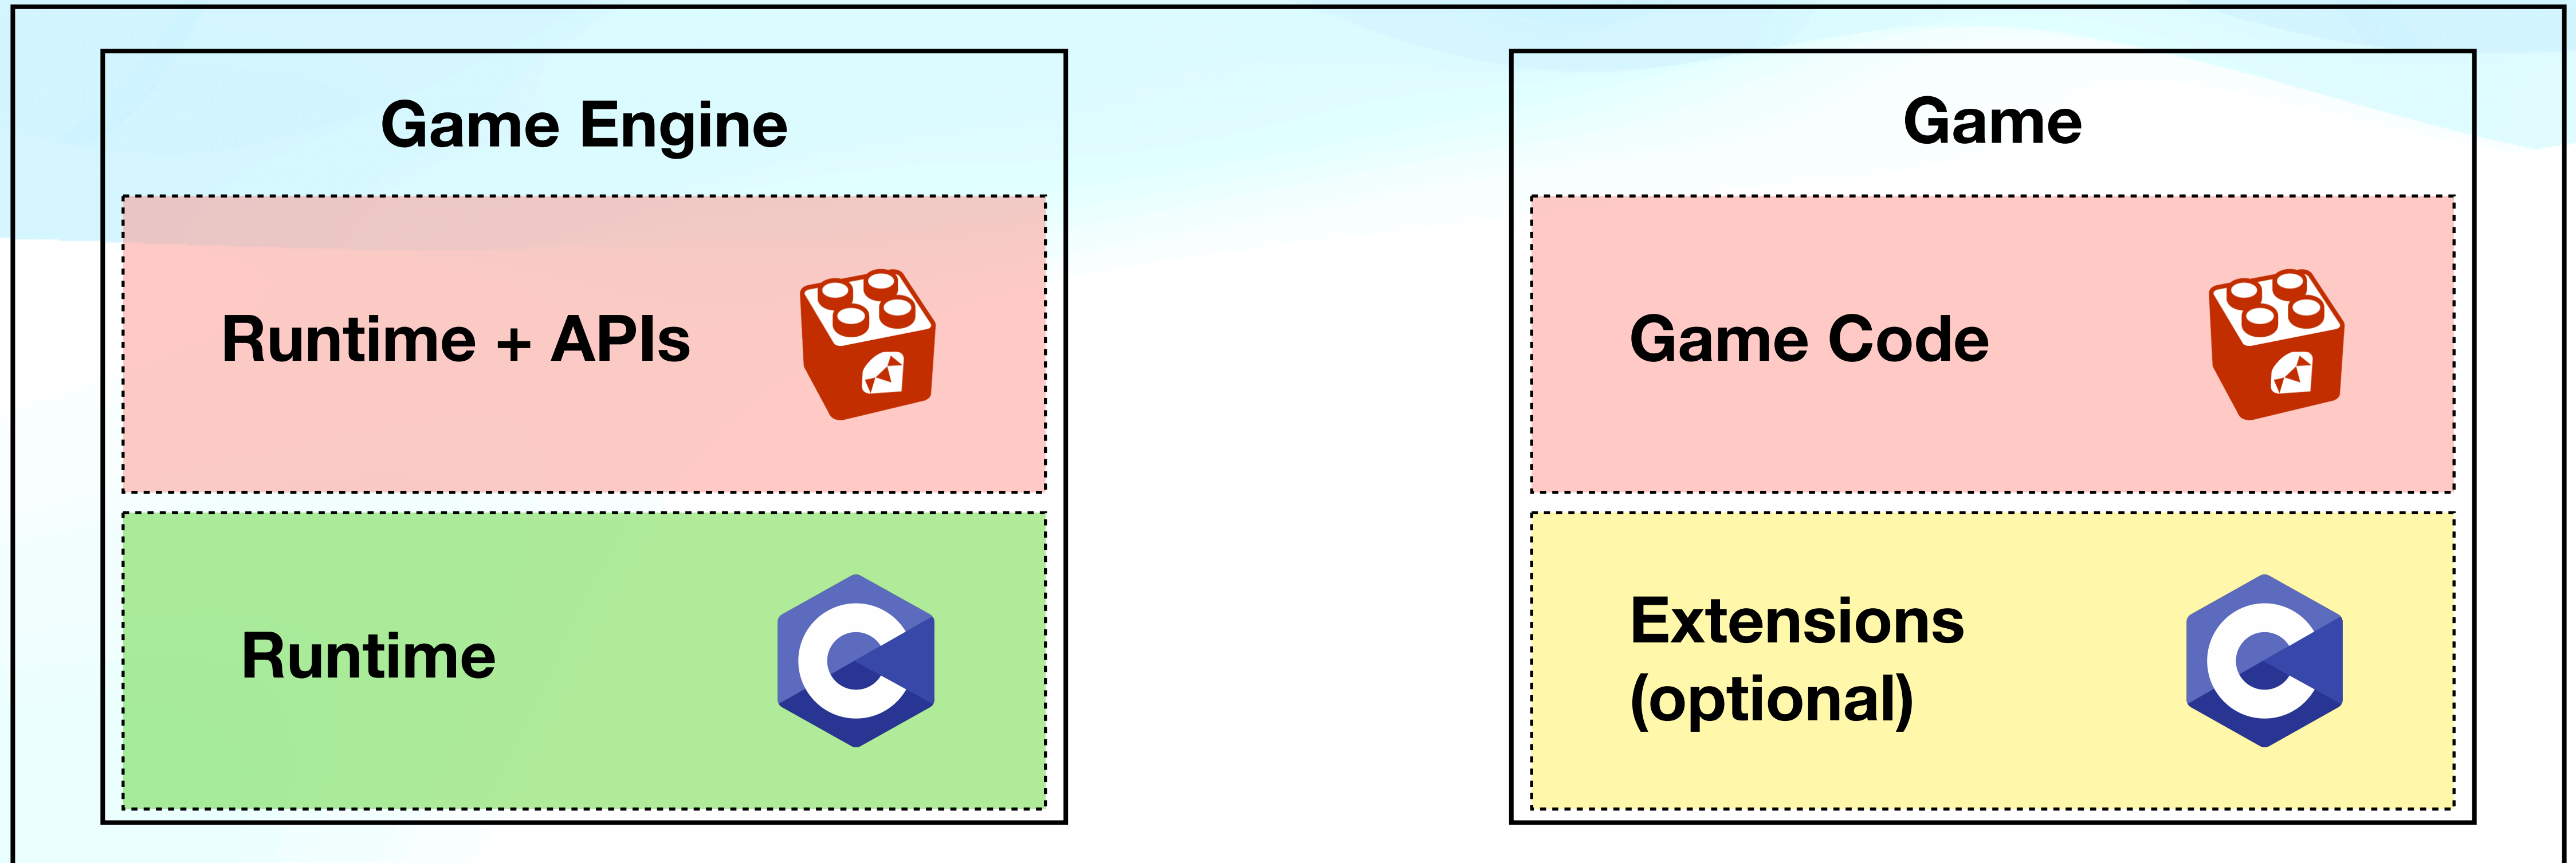 Game Engine
Runtime + APIs
Runtime
Game
Game Code
Extensions
(optional)